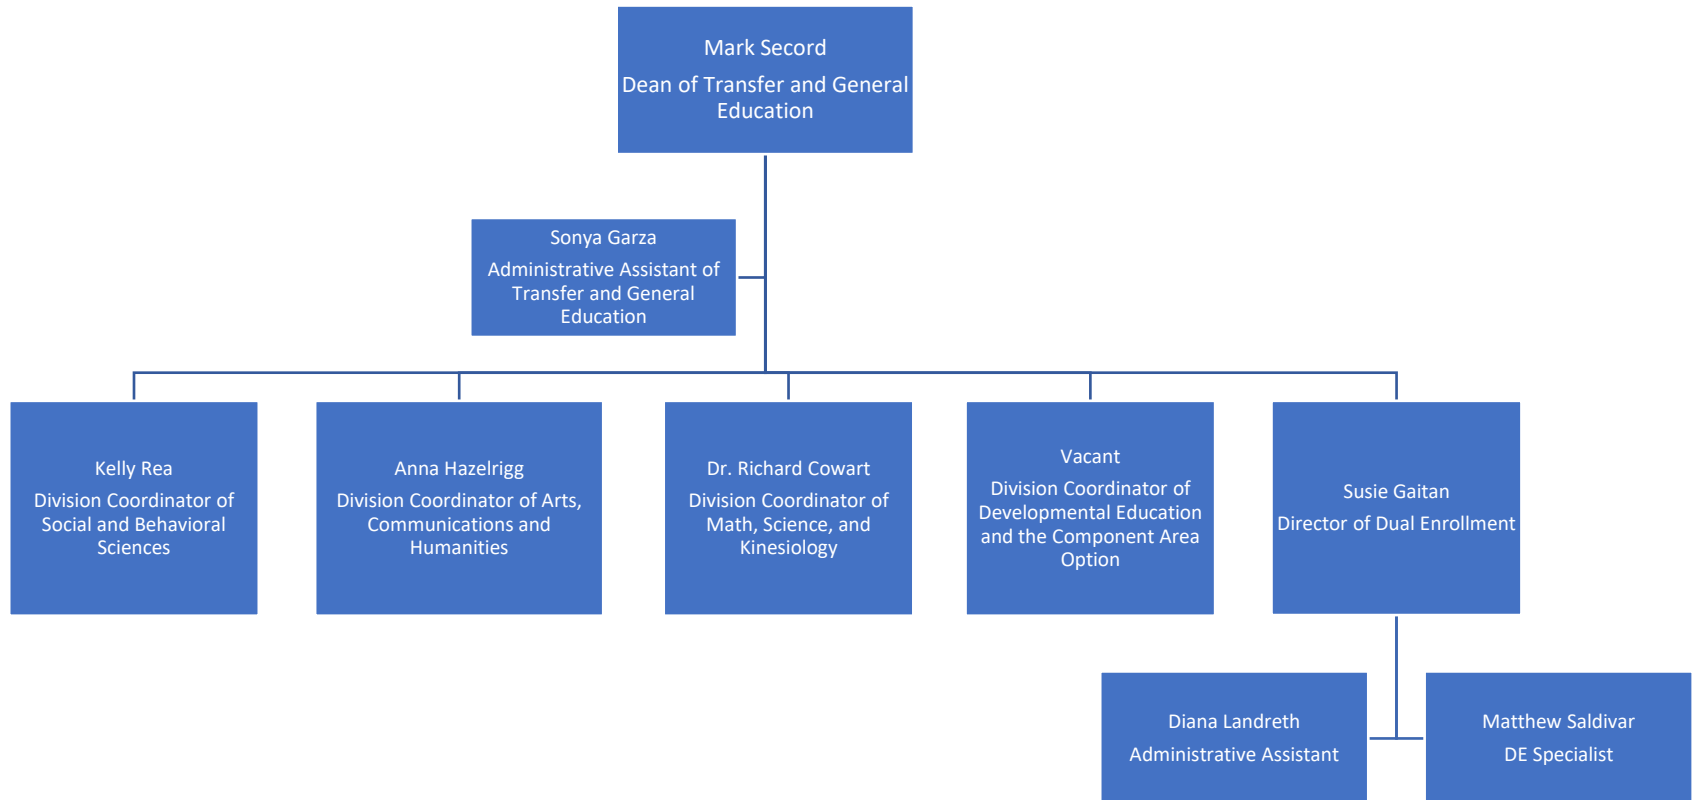 Mark Secord
Dean of Transfer and General
Education
Sonya Garza
Administrative Assistant of
Transfer and General
Education
Kelly Rea
Division Coordinator of
Social and Behavioral
Sciences
Anna Hazelrigg
Division Coordinator of Arts,
Communications and
Humanities
Dr. Richard Cowart
Division Coordinator of
Math, Science, and
Kinesiology
Vacant
Division Coordinator of
Developmental Education
and the Component Area
Option
Susie Gaitan
Director of Dual Enrollment
Diana Landreth
Administrative Assistant
Matthew Saldivar
DE Specialist